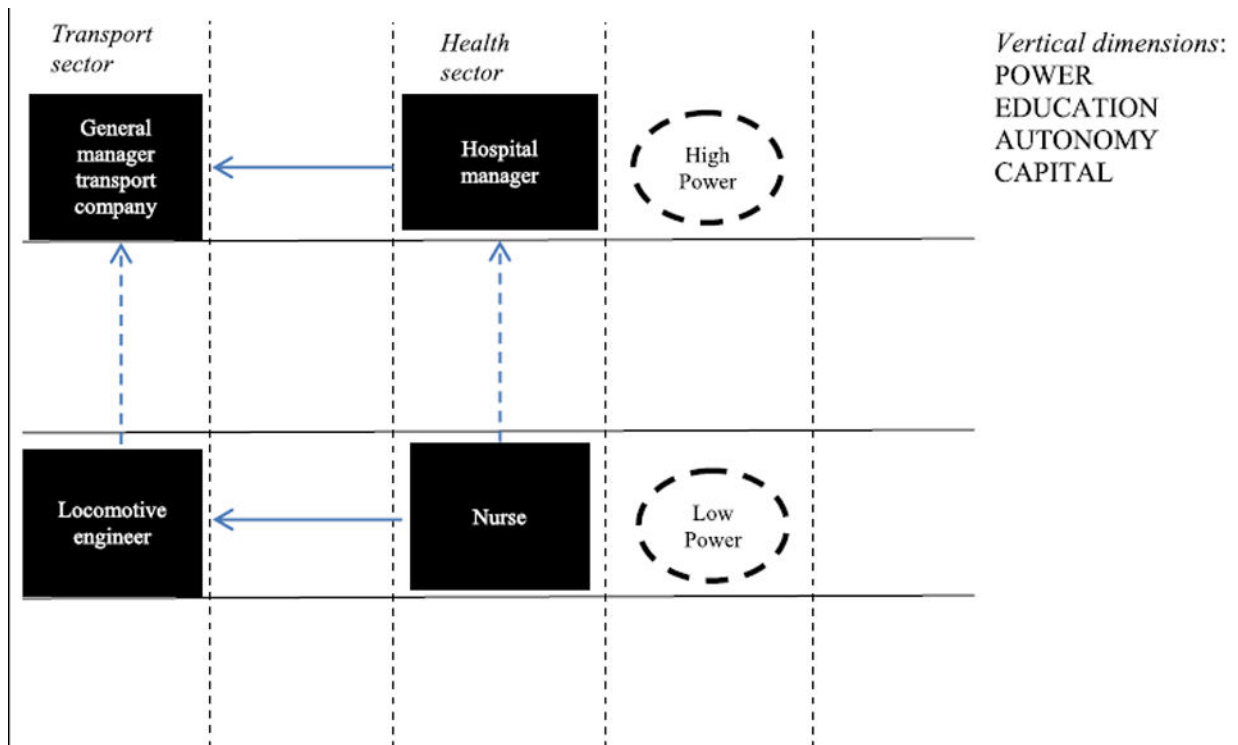 Transport
sector
Health
sector
Vertical dimensions:
POWER
EDUCATION
AUTONOMY
CAPITAL
General
manager
transport
company
Hospital
manager
High
Power
Locomotive
engineer
Nurse
Low
Power